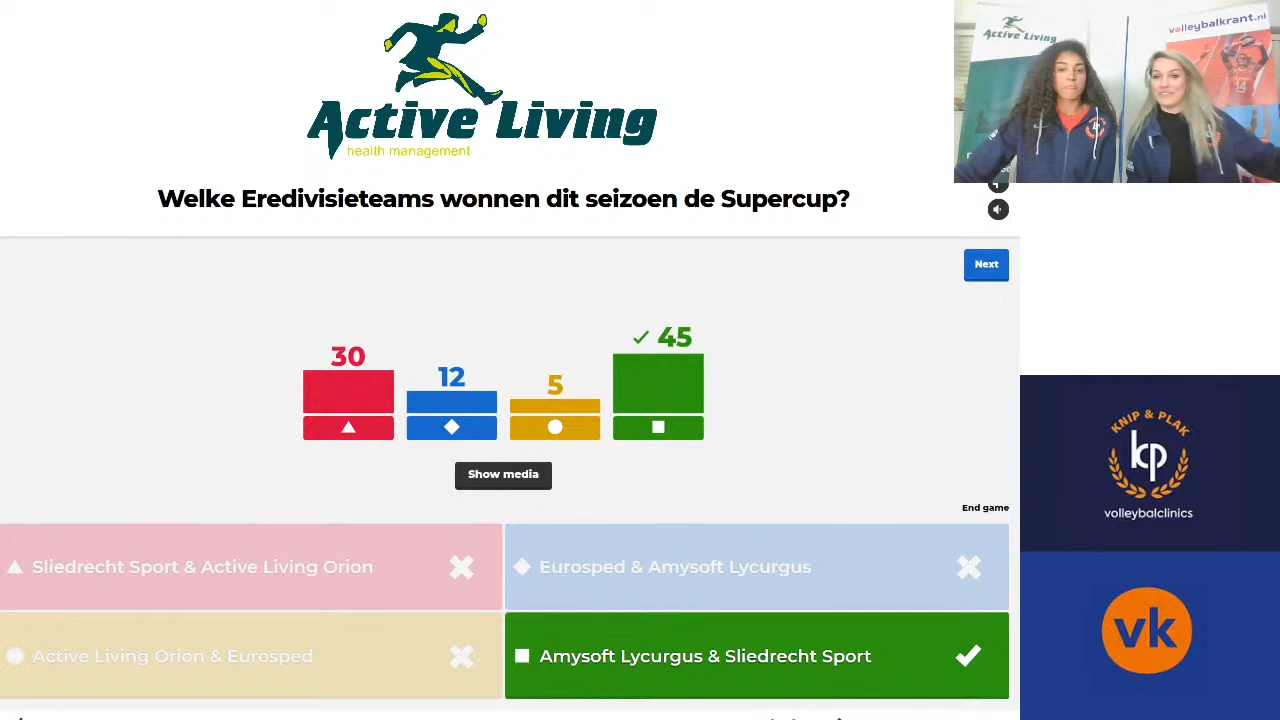 Active Living
health management
Active Living
volleybalkrant.nl
14
Welke Eredivisieteams wonnen dit seizoen de Supercup?
Next
30
12
5
45
Show media
End game
Sliedrecht Sport & Active Living Orion
Eurosped & Amysoft Lycurgus
Active Living Orion & Eurosped
Amysoft Lycurgus & Sliedrecht Sport
KNIP & PLAK
kp
volleybalclinics
vk